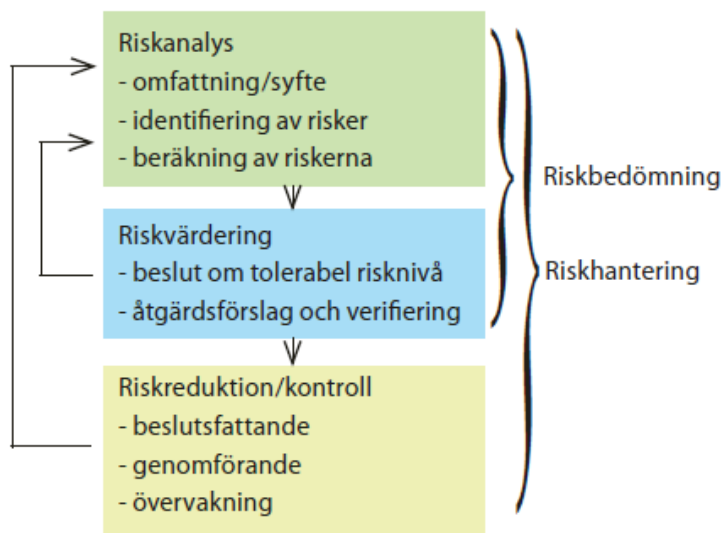 Riskanalys
- omfattning/syfte
- identifiering av risker
- beräkning av riskerna
Riskvärdering
- beslut om tolerabel risknivå
- åtgärdsförslag och verifiering
Riskreduktion/kontroll
- beslutsfattande
- genomförande
- övervakning
Riskbedömning
Riskhantering